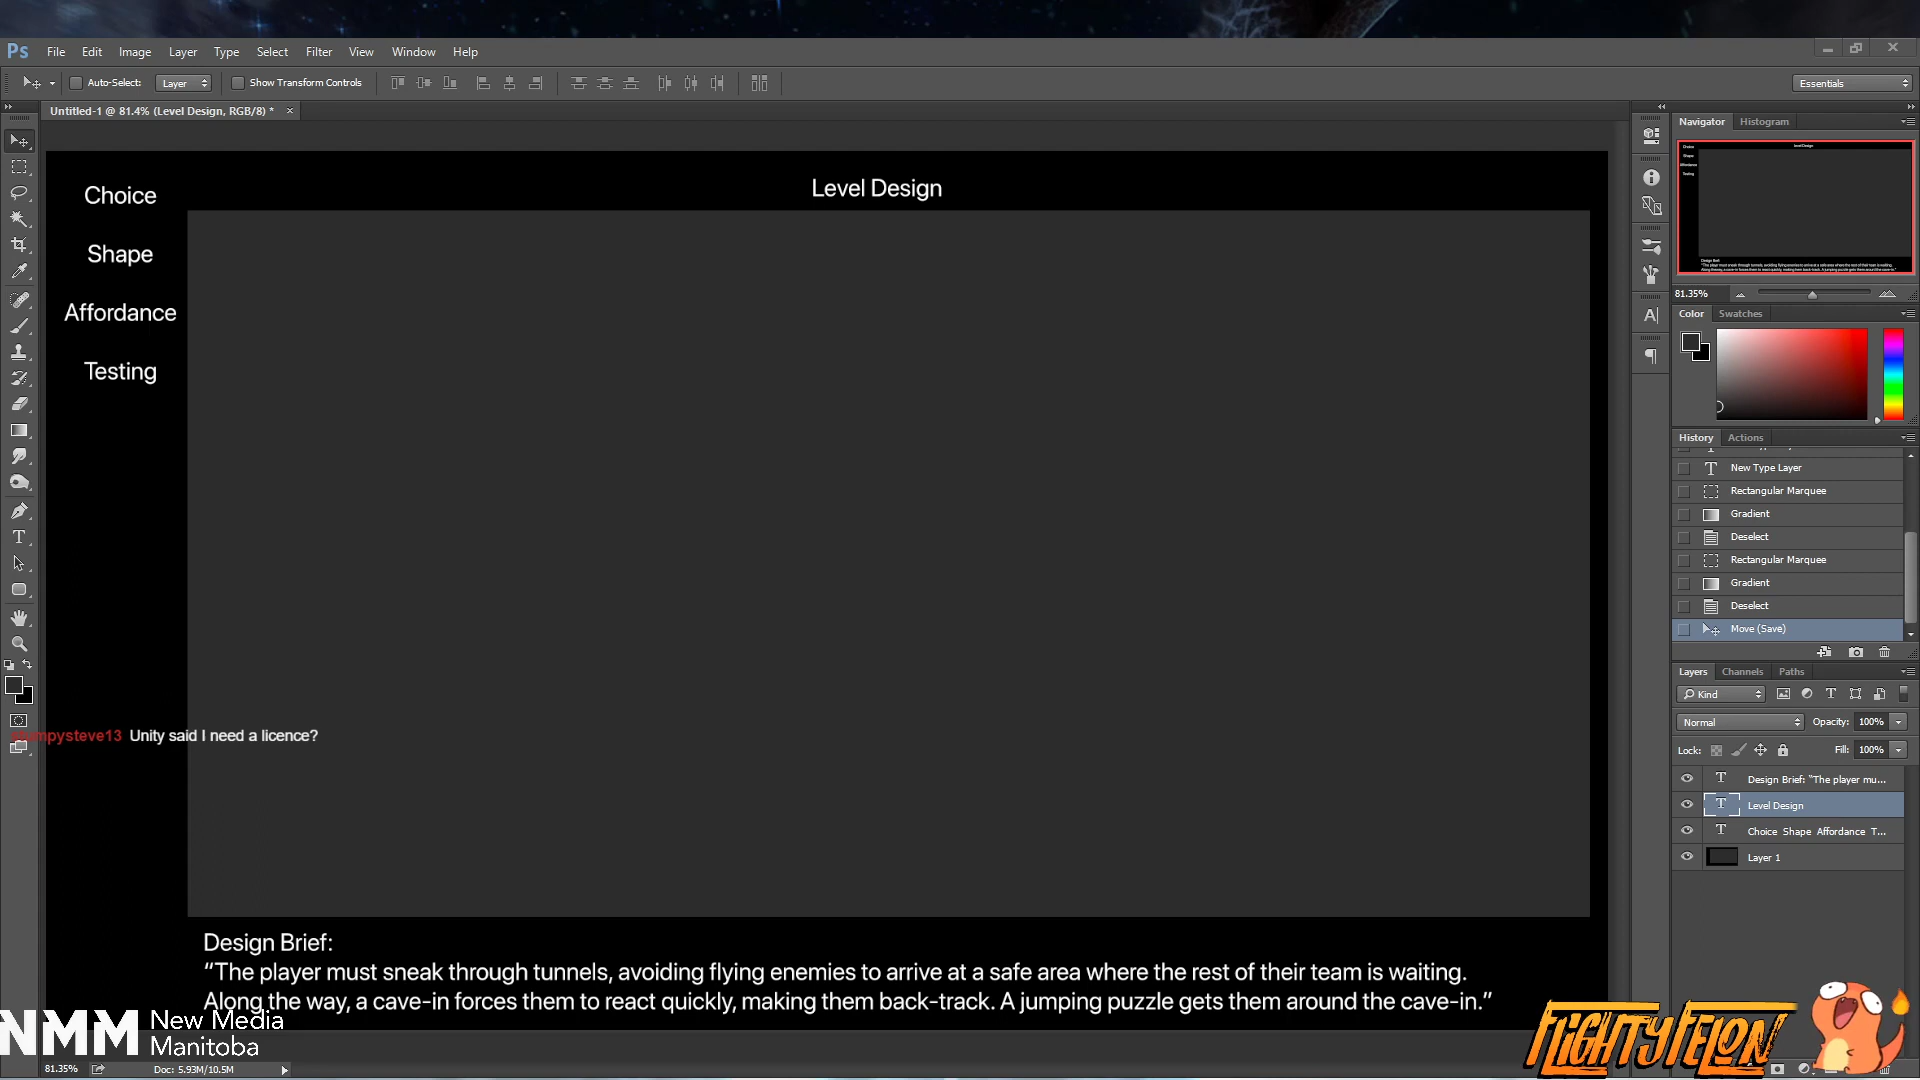 Ps File Edit Image Layer Type Select Filter View Window Help
Auto-Select: Layer Show Transform Controls Essentials
Untitled-1 @ 81.4% (Level Design, RGB/8) *
Navigator Histogram
81.35%
Color Swatches
History Actions
New Type Layer
Rectangular Marquee
Gradient
Deselect
Rectangular Marquee
Gradient
Deselect
Move (Save)
Layers Channels Paths
Kind
Normal Opacity: 100%
Lock: Fill: 100%
Design Brief: "The player mu...
Level Design
Choice Shape Affordance T...
Layer 1
Level Design
Choice
Shape
Affordance
Testing
Unity said I need a licence?
Design Brief:
“The player must sneak through tunnels, avoiding flying enemies to arrive at a safe area where the rest of their team is waiting.
Along the way, a cave-in forces them to react quickly, making them back-track. A jumping puzzle gets them around the cave-in.”
NMM New Media
Manitoba
FLIGHTYFELON
81.35% Doc: 5.93M/10.5M